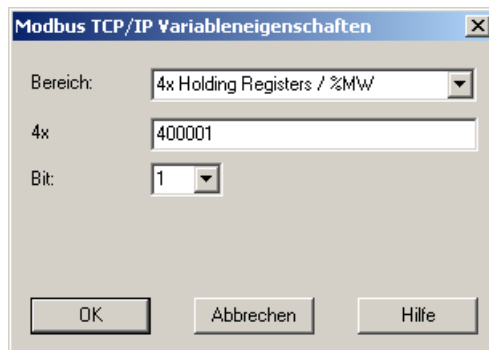 Modbus TCP/IP Variableneigenschaften
Bereich: 4x Holding Registers / %MW
4x 400001
Bit: 1
OK Abbrechen Hilfe